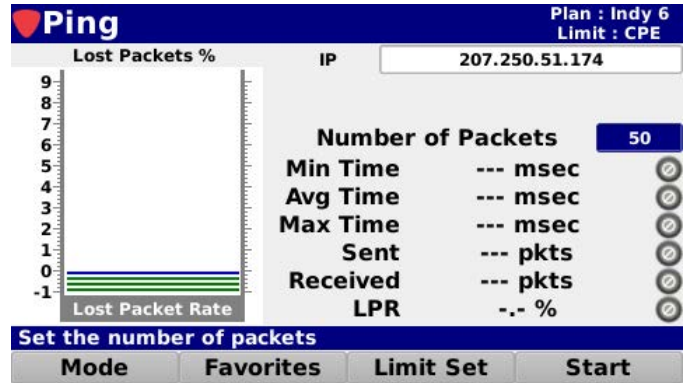 Ping
Plan : Indy 6
Limit : CPE
Lost Packets %
IP 207.250.51.174
9
8
7
6
5
4
3
2
1
0
-1
Lost Packet Rate
Number of Packets 50
Min Time --- msec
Avg Time --- msec
Max Time --- msec
Sent --- pkts
Received --- pkts
LPR -.- %
Set the number of packets
Mode Favorites Limit Set Start